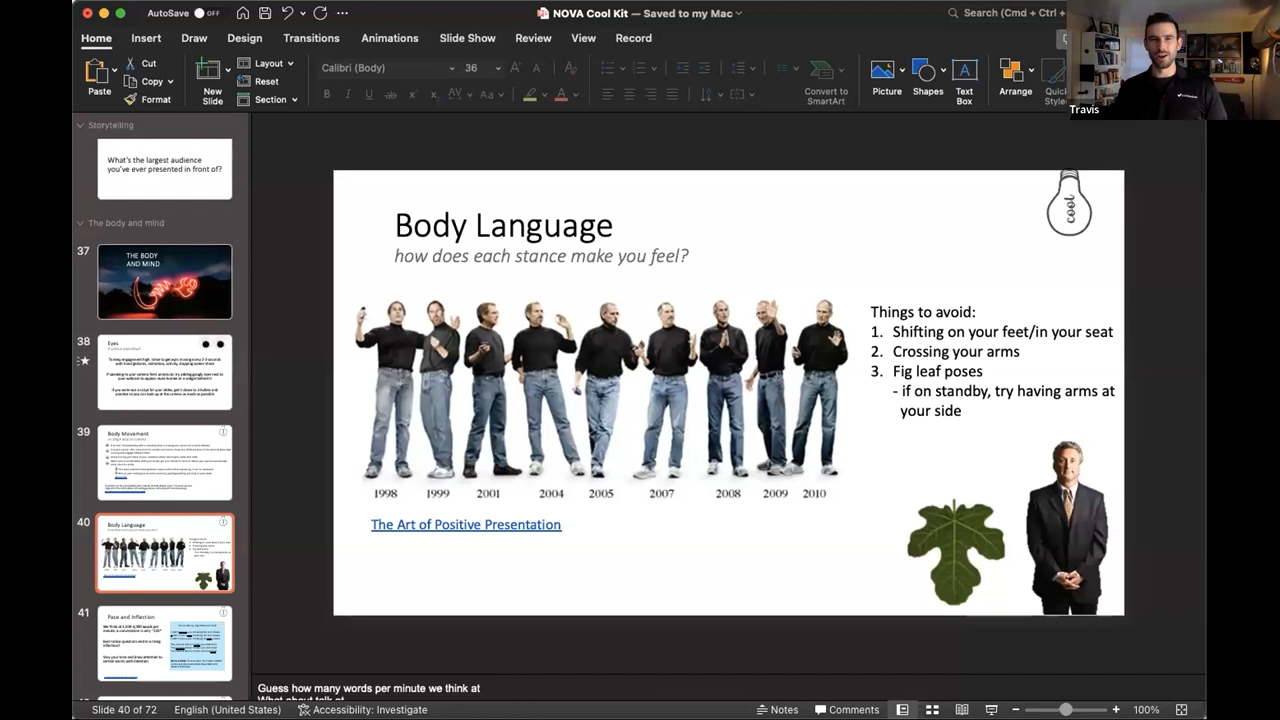 AutoSave OFF
NOVA Cool Kit — Saved to my Mac
Search (Cmd + Ctrl +
Home Insert Draw Design Transitions Animations Slide Show Review View Record
Paste
Cut
Copy
Format
New Slide
Layout
Reset
Section
Calibri (Body) 36
Convert to SmartArt
Picture
Shapes
Text Box
Arrange
Quick
Styles
Travis
Storytelling
What's the largest audience
you've ever presented in front of?
The body and mind
37
THE BODY
AND MIND
38
Eyes
39
Body Movement
40
Body Language
41
Pace and Inflection
cool
Body Language
how does each stance make you feel?
1998 1999 2001 2004 2005 2007 2008 2009 2010
The Art of Positive Presentation
Things to avoid:
1. Shifting on your feet/in your seat
2. Crossing your arms
3. Fig leaf poses
- if on standby, try having arms at
your side
Guess how many words per minute we think at
What about talk at
Slide 40 of 72 English (United States) Accessibility: Investigate Notes Comments 100%